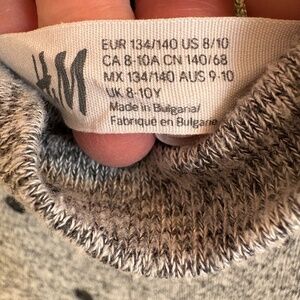 H&M
EUR 134/140 US 8/10
CA 8-10A CN 140/68
MX 134/140 AUS 9-10
UK 8-10Y
Made in Bulgaria/
Fabriqué en Bulgarie